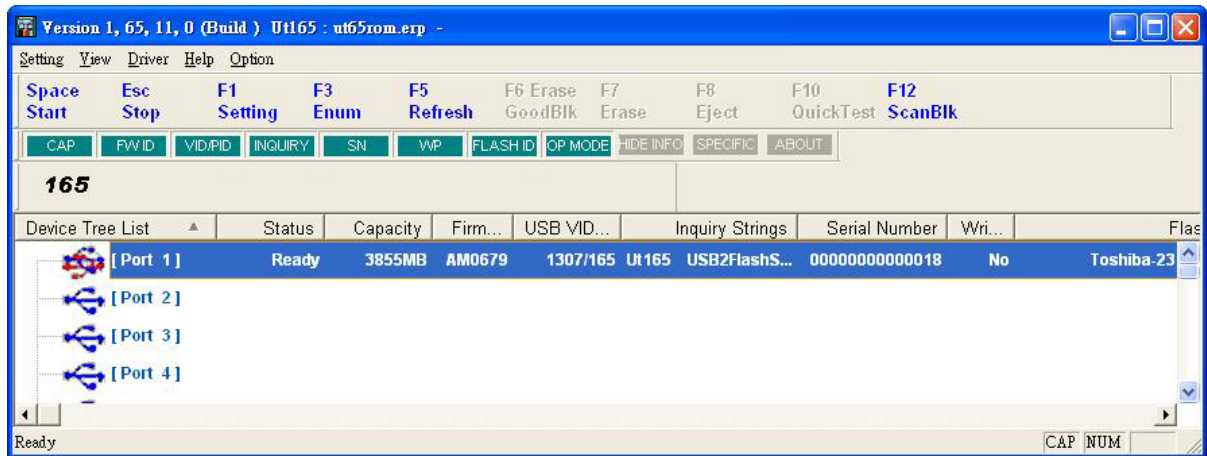 Version 1, 65, 11, 0 (Build ) Ut165 : ut65rom.erp -
Setting View Driver Help Option
Space Esc F1 F3 F5 F6 Erase F7 F8 F10 F12
Start Stop Setting Enum Refresh GoodBlk Erase Eject QuickTest ScanBlk
CAP FW ID VID/PID INQUIRY SN WP FLASH ID OP MODE HIDE INFO SPECIFIC ABOUT
165
Device Tree List Status Capacity Firm... USB VID... Inquiry Strings Serial Number Wri... Flas
[ Port 1 ] Ready 3855MB AM0679 1307/165 Ut165 USB2FlashS... 00000000000018 No Toshiba-23
[ Port 2 ]
[ Port 3 ]
[ Port 4 ]
Ready CAP NUM